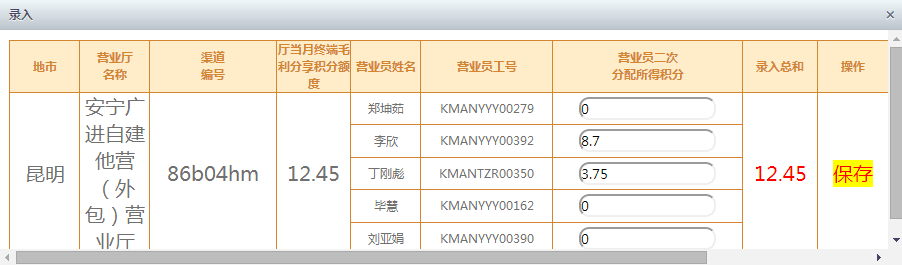 录入
地市
营业厅
名称
渠道
编号
厅当月终端毛
利分享积分额
度
营业员姓名
营业员工号
营业员二次
分配所得积分
录入总和
操作
昆明
安宁广
进自建
他营
（外
包）营
业厅
86b04hm
12.45
郑坤茹 KMANYYY00279 0
李欣 KMANYYY00392 8.7
丁刚彪 KMANTZR00350 3.75
毕慧 KMANYYY00162 0
刘亚娟 KMANYYY00390 0
12.45
保存